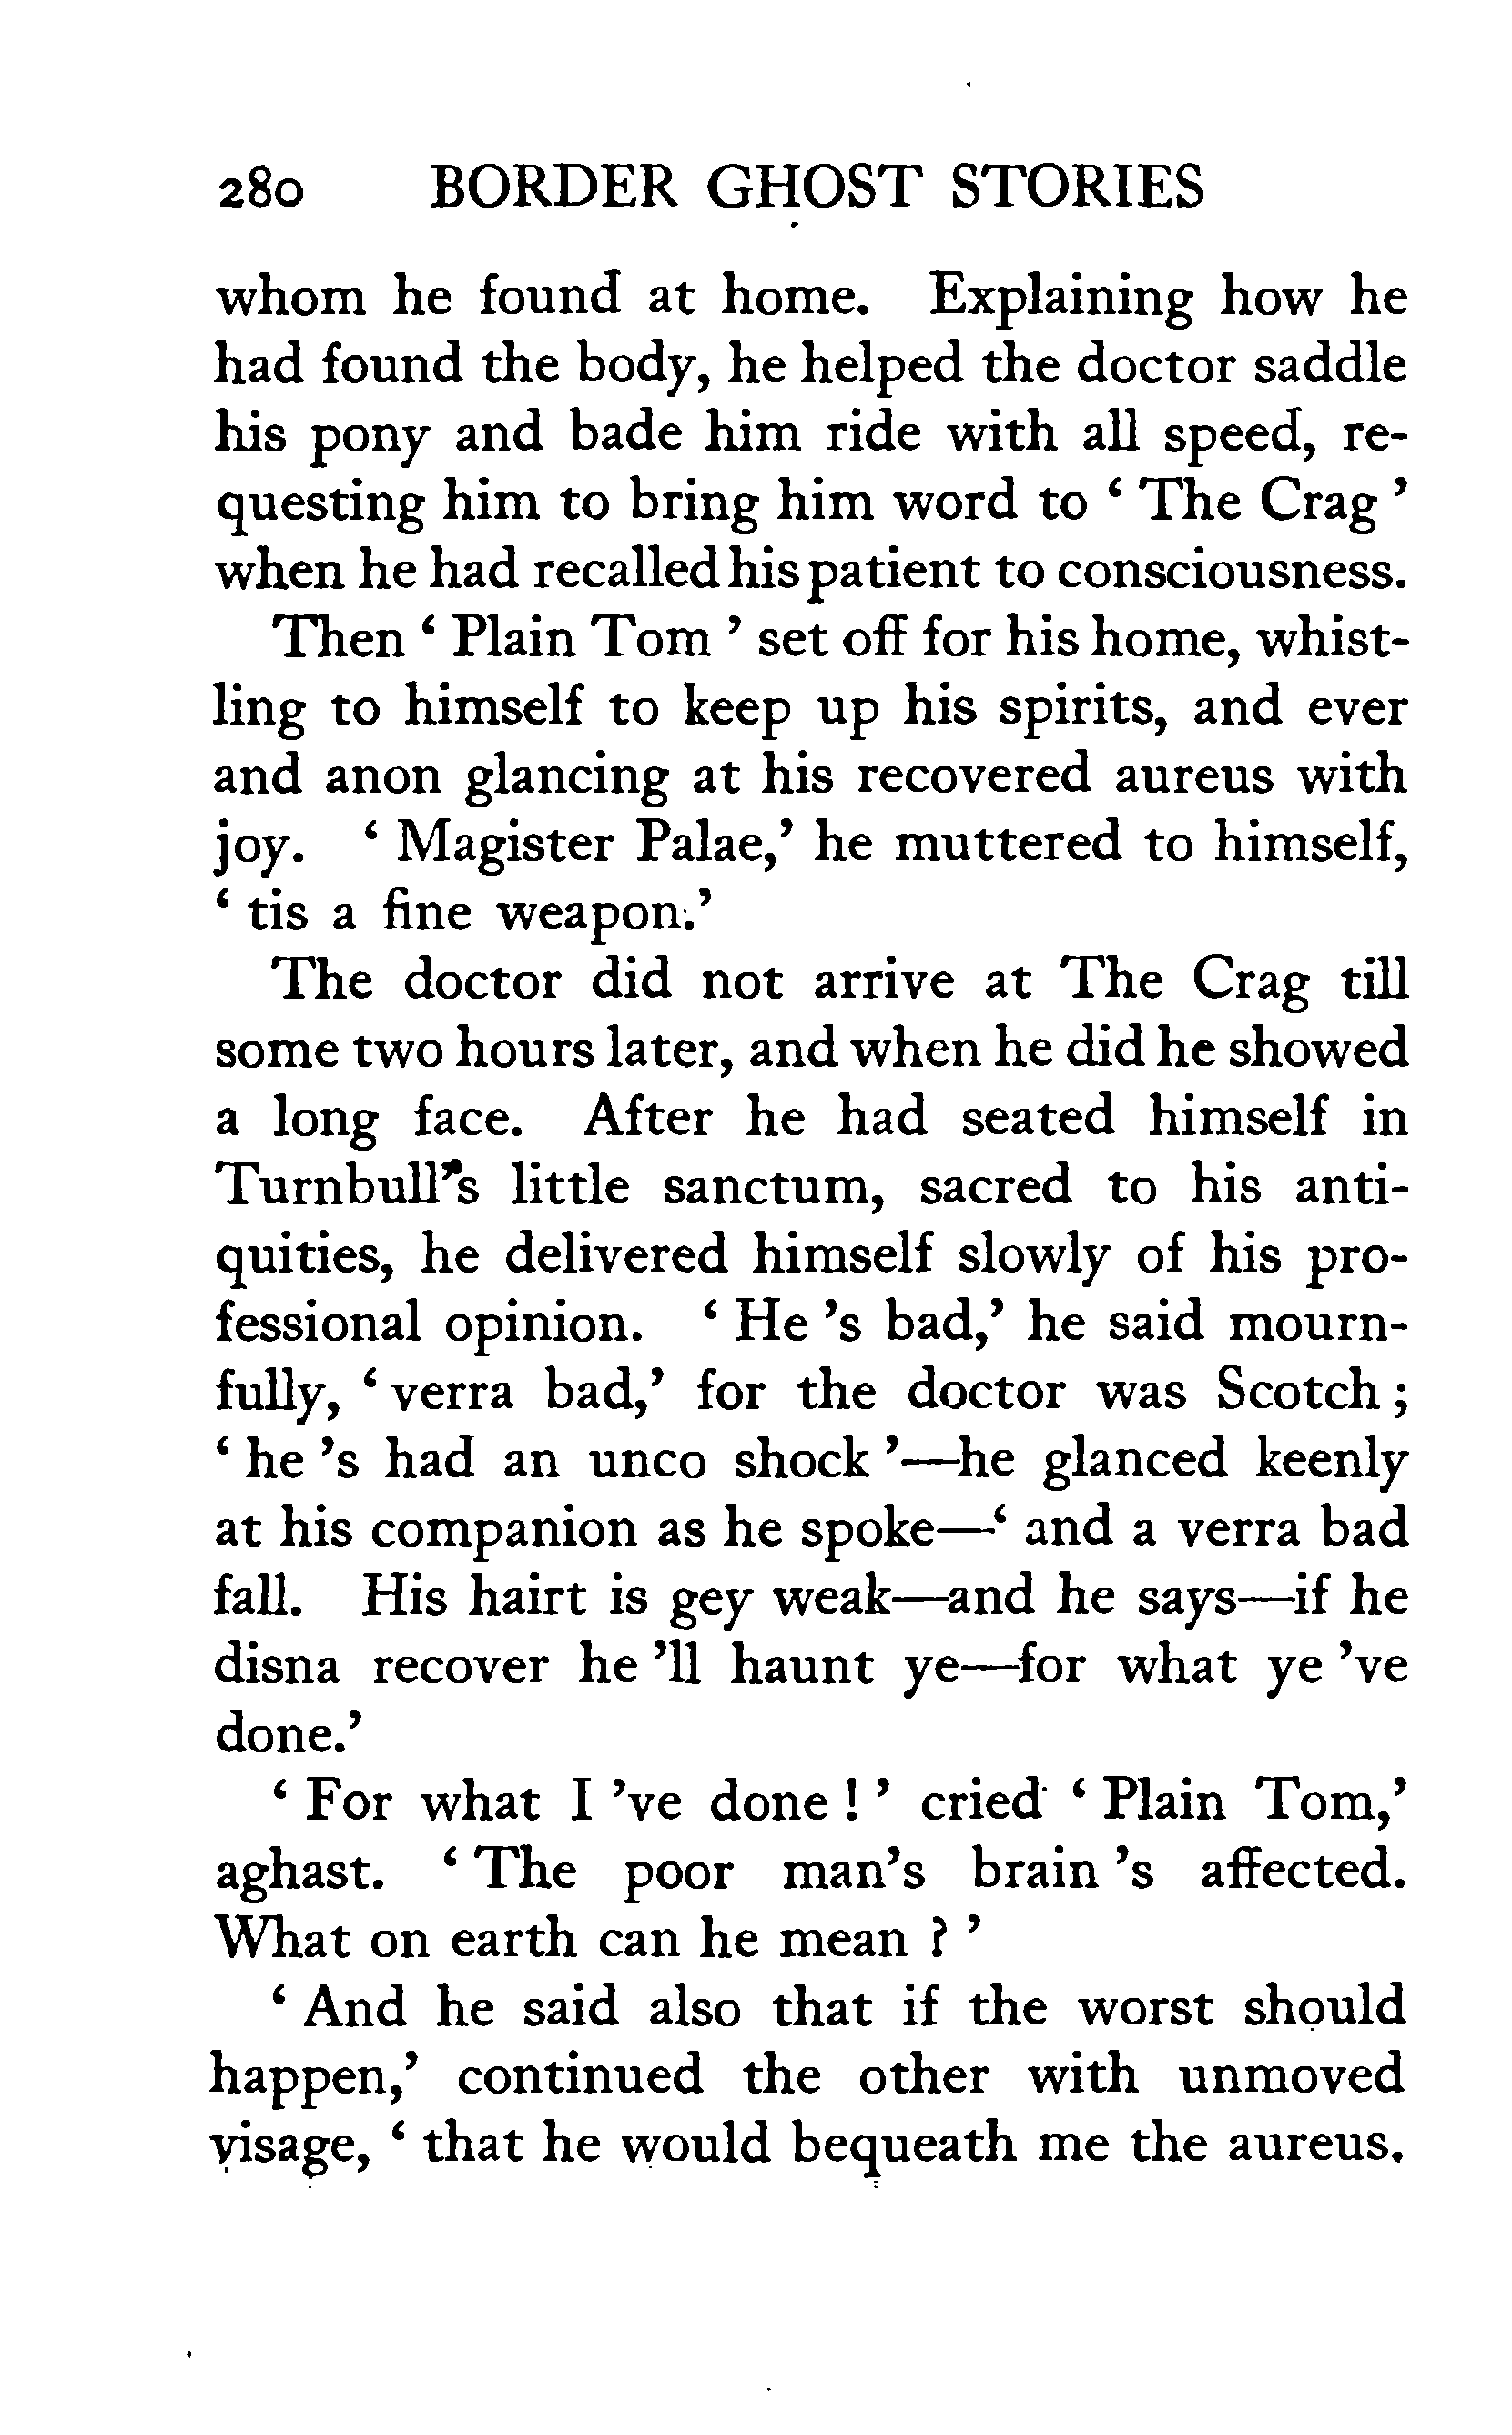 280 BORDER GHOST STORIES
whom he found at home. Explaining how he
had found the body, he helped the doctor saddle
his pony and bade him ride with all speed, re-
questing him to bring him word to ‘ The Crag ’
when he had recalled his patient to consciousness.
Then ‘ Plain Tom ’ set off for his home, whist-
ling to himself to keep up his spirits, and ever
and anon glancing at his recovered aureus with
joy. ‘ Magister Palae,’ he muttered to himself,
‘ tis a fine weapon.’
The doctor did not arrive at The Crag till
some two hours later, and when he did he showed
a long face. After he had seated himself in
Turnbull’s little sanctum, sacred to his anti-
quities, he delivered himself slowly of his pro-
fessional opinion. ‘ He ’s bad,’ he said mourn-
fully, ‘ verra bad,’ for the doctor was Scotch ;
‘ he ’s had an unco shock ’—he glanced keenly
at his companion as he spoke—‘ and a verra bad
fall. His hairt is gey weak—and he says—if he
disna recover he ’ll haunt ye—for what ye ’ve
done.’
‘ For what I ’ve done ! ’ cried ‘ Plain Tom,’
aghast. ‘ The poor man’s brain ’s affected.
What on earth can he mean ? ’
‘ And he said also that if the worst should
happen,’ continued the other with unmoved
visage, ‘ that he would bequeath me the aureus.